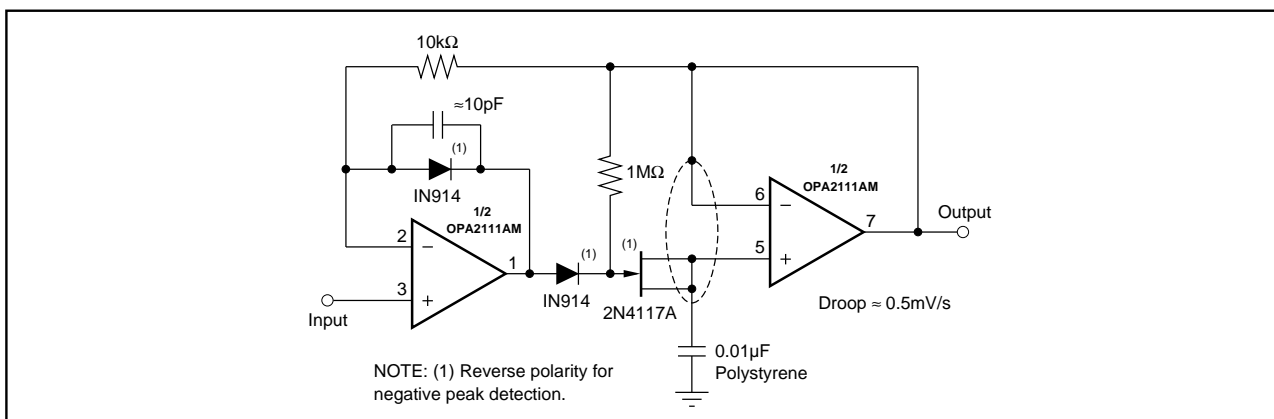 10kΩ
≈10pF
(1)
IN914
1MΩ
1/2
OPA2111AM
2
3
1
Input
(1)
IN914
(1)
2N4117A
1/2
OPA2111AM
6
5
7
Output
Droop ≈ 0.5mV/s
0.01µF
Polystyrene
NOTE: (1) Reverse polarity for
negative peak detection.